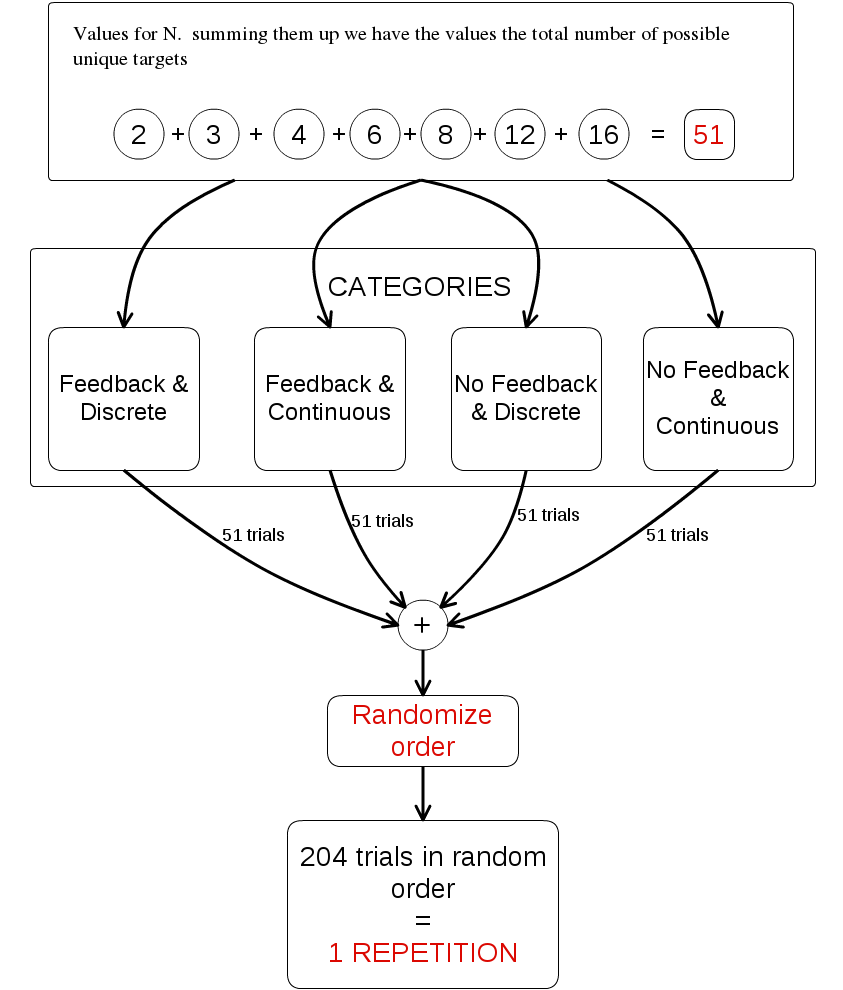 Values for N.  summing them up we have the values the total number of possible
unique targets
2 + 3 + 4 + 6 + 8 + 12 + 16 = 51
CATEGORIES
Feedback &
Discrete
Feedback &
Continuous
No Feedback
& Discrete
No Feedback
&
Continuous
51 trials
51 trials
51 trials
51 trials
+
Randomize
order
204 trials in random
order
=
1 REPETITION